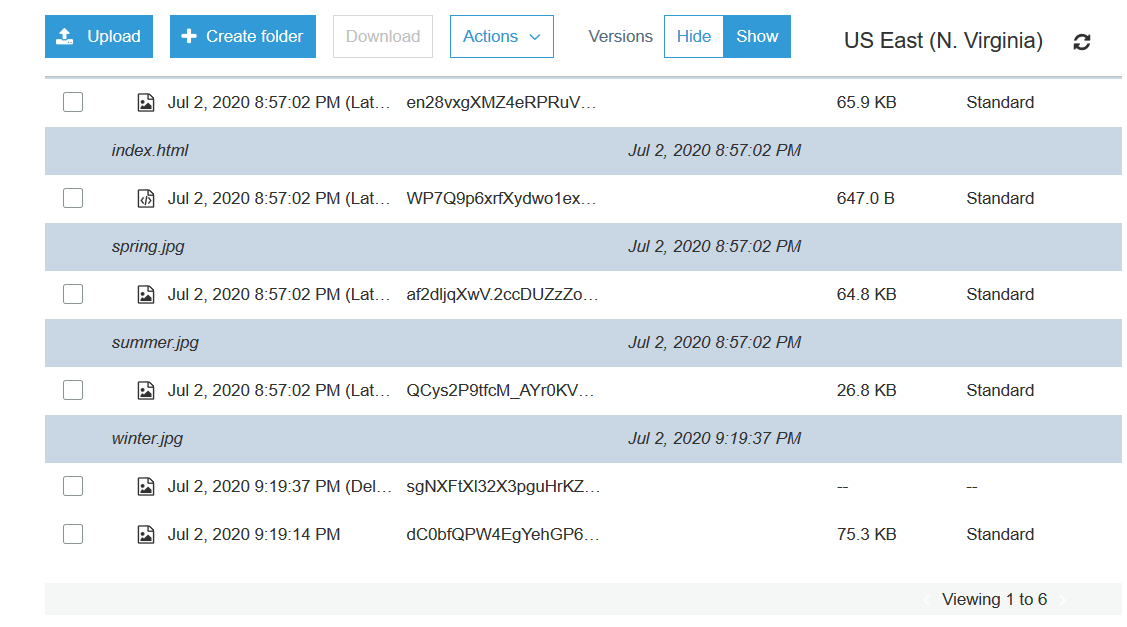 Upload Create folder Download Actions Versions Hide Show US East (N. Virginia)
Jul 2, 2020 8:57:02 PM (Lat... en28vxgXMZ4eRPRuV... 65.9 KB Standard
index.html Jul 2, 2020 8:57:02 PM
Jul 2, 2020 8:57:02 PM (Lat... WP7Q9p6xrfXydwo1ex... 647.0 B Standard
spring.jpg Jul 2, 2020 8:57:02 PM
Jul 2, 2020 8:57:02 PM (Lat... af2dljqXwV.2ccDUZzZo... 64.8 KB Standard
summer.jpg Jul 2, 2020 8:57:02 PM
Jul 2, 2020 8:57:02 PM (Lat... QCys2P9tfcM_AYr0KV... 26.8 KB Standard
winter.jpg Jul 2, 2020 9:19:37 PM
Jul 2, 2020 9:19:37 PM (Del... sgNXFtXl32X3pguHrKZ... -- --
Jul 2, 2020 9:19:14 PM dC0bfQPW4EgYehGP6... 75.3 KB Standard
Viewing 1 to 6